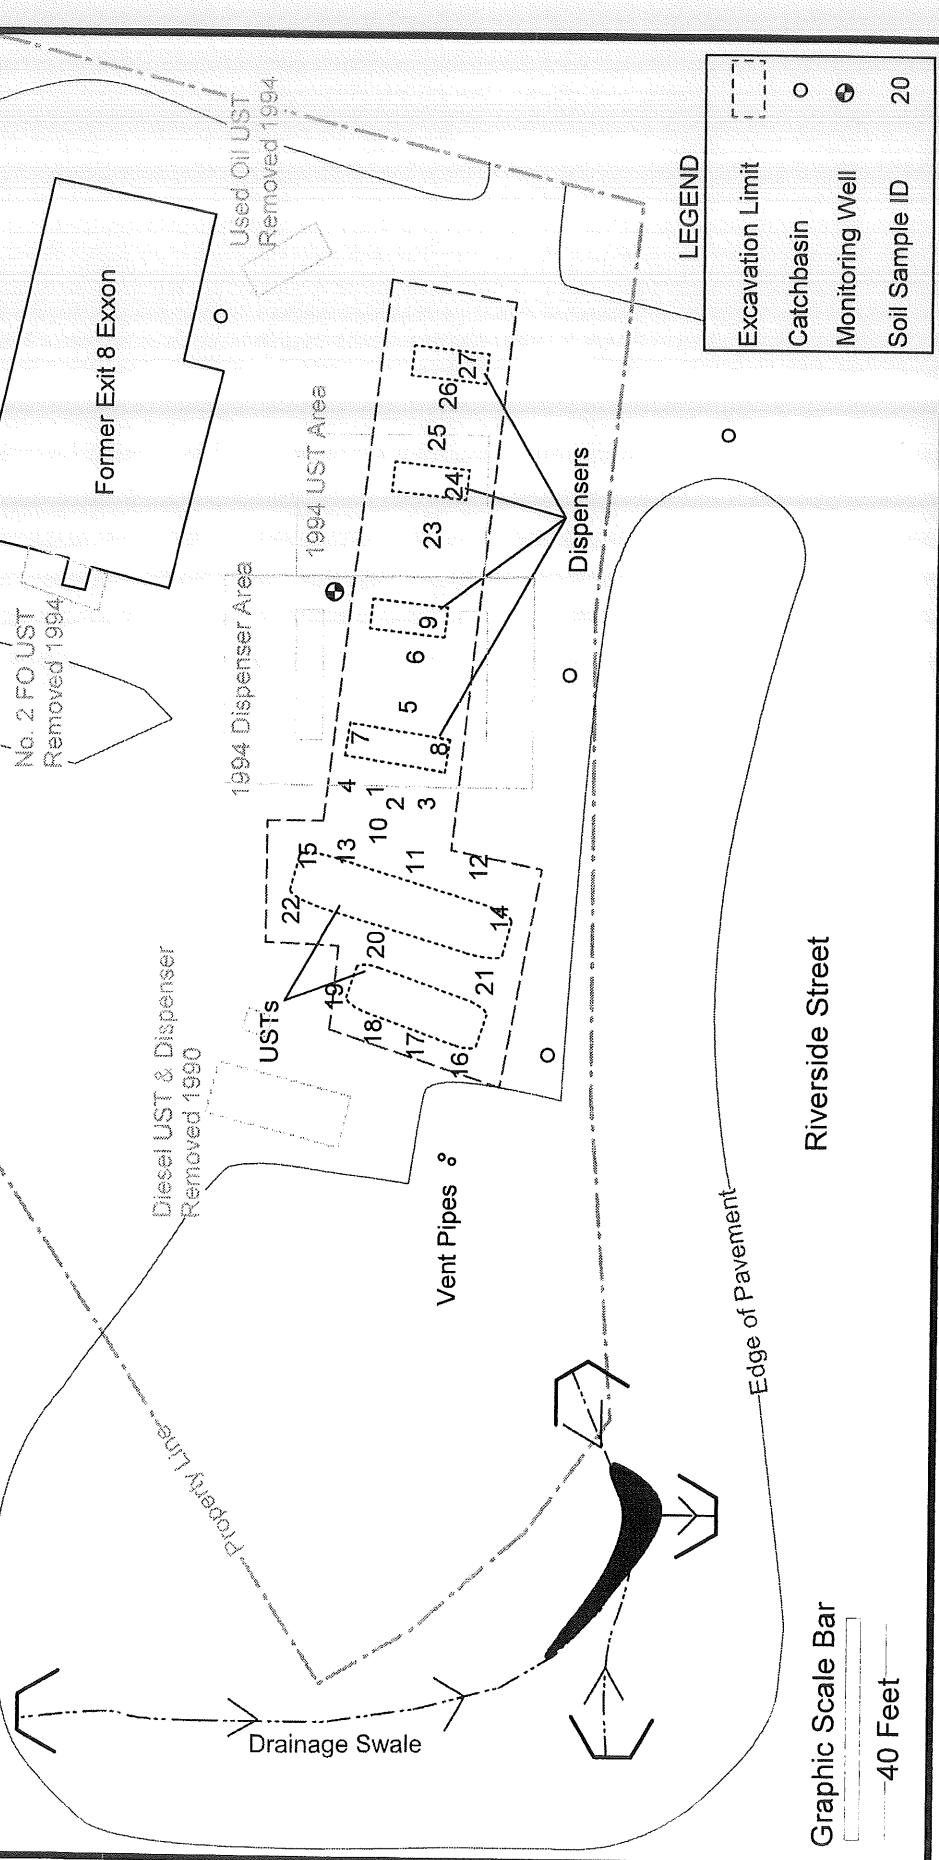 Used Oil UST
Removed 1994
Former Exit 8 Exxon
No. 2 FO UST
Removed 1994
1994 UST Area
1994 Dispenser Area
Diesel UST & Dispenser
Removed 1990
USTs
Dispensers
Vent Pipes
22
15
13
4
7
10
1
2
3
5
6
8
9
11
12
14
19
20
21
18
17
16
23
24
25
26
27
Property Line
Drainage Swale
Edge of Pavement
Riverside Street
LEGEND
Excavation Limit
Catchbasin
Monitoring Well
Soil Sample ID 20
Graphic Scale Bar
40 Feet